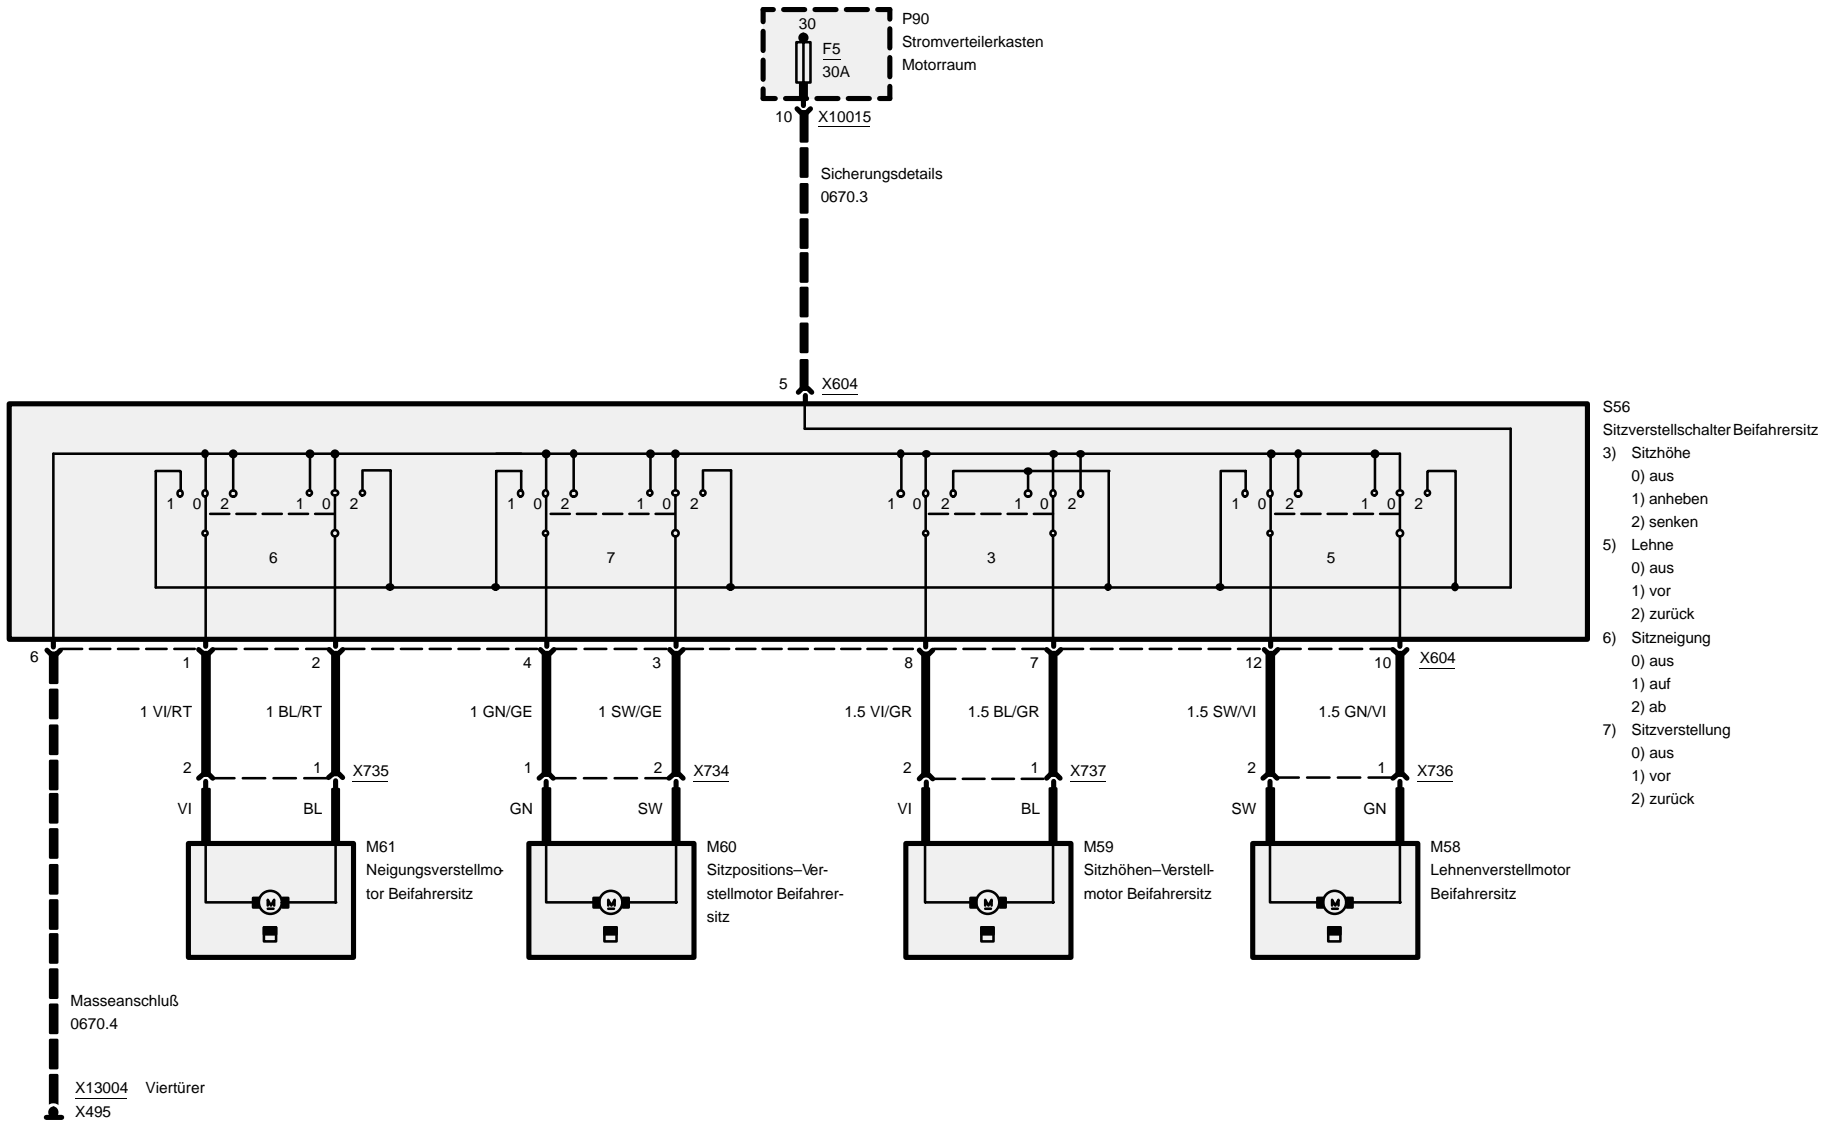 30
F5
30A
P90
Stromverteilerkasten
Motorraum
10 X10015
Sicherungsdetails
0670.3
5 X604
S56
Sitzverstellschalter Beifahrersitz
3) Sitzhöhe
0) aus
1) anheben
2) senken
5) Lehne
0) aus
1) vor
2) zurück
6) Sitzneigung
0) aus
1) auf
2) ab
7) Sitzverstellung
0) aus
1) vor
2) zurück
1 0 2 1 0 2 1 0 2 1 0 2 1 0 2 1 0 2 1 0 2 1 0 2
6 7 3 5
6 1 2 4 3 8 7 12 10 X604
1 VI/RT 1 BL/RT 1 GN/GE 1 SW/GE 1.5 VI/GR 1.5 BL/GR 1.5 SW/VI 1.5 GN/VI
2 1 X735 1 2 X734 2 1 X737 2 1 X736
VI BL GN SW VI BL SW GN
M61
Neigungsverstellmo-
tor Beifahrersitz
M
M60
Sitzpositions–Ver-
stellmotor Beifahrer-
sitz
M
M59
Sitzhöhen–Verstell-
motor Beifahrersitz
M
M58
Lehnenverstellmotor
Beifahrersitz
M
Masseanschluß
0670.4
X13004 Viertürer
X495